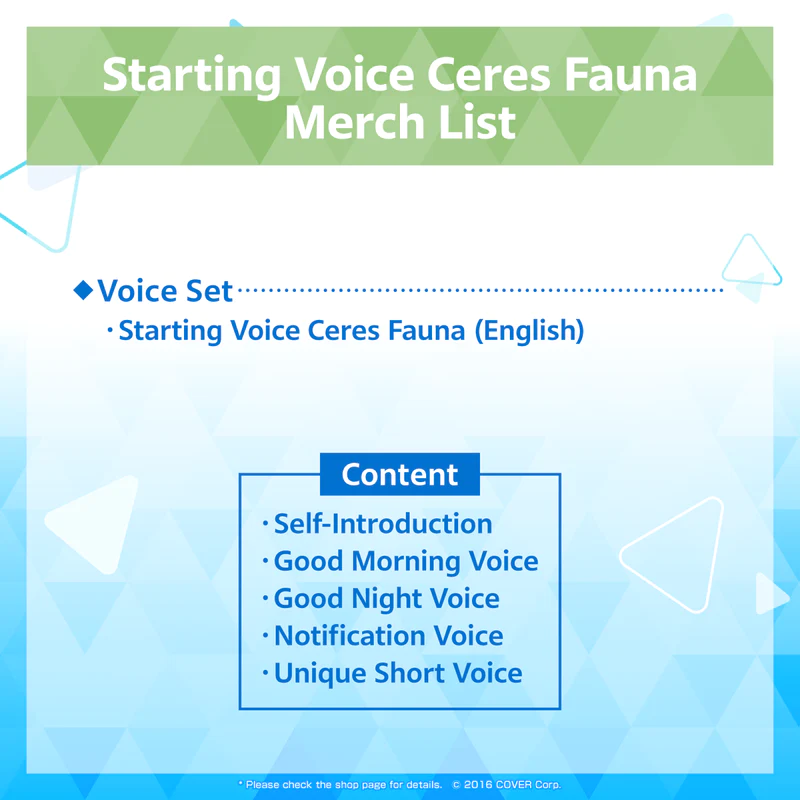 Starting Voice Ceres Fauna
Merch List
◆Voice Set
・Starting Voice Ceres Fauna (English)
Content
・Self-Introduction
・Good Morning Voice
・Good Night Voice
・Notification Voice
・Unique Short Voice
* Please check the shop page for details. © 2016 COVER Corp.